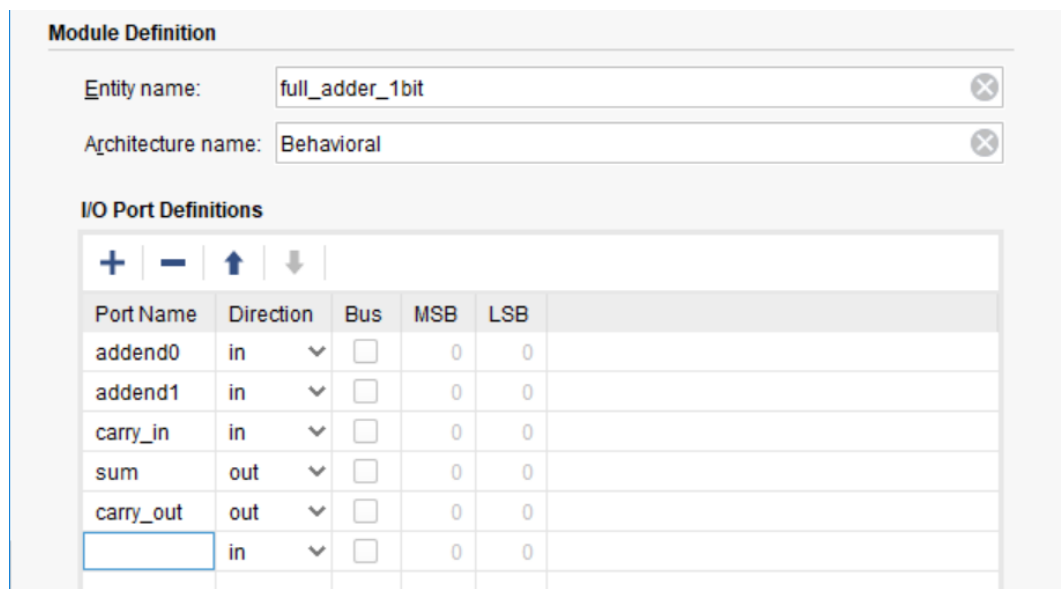 Module Definition
Entity name: full_adder_1bit
Architecture name: Behavioral
I/O Port Definitions
Port Name Direction Bus MSB LSB
addend0 in 0 0
addend1 in 0 0
carry_in in 0 0
sum out 0 0
carry_out out 0 0
in 0 0